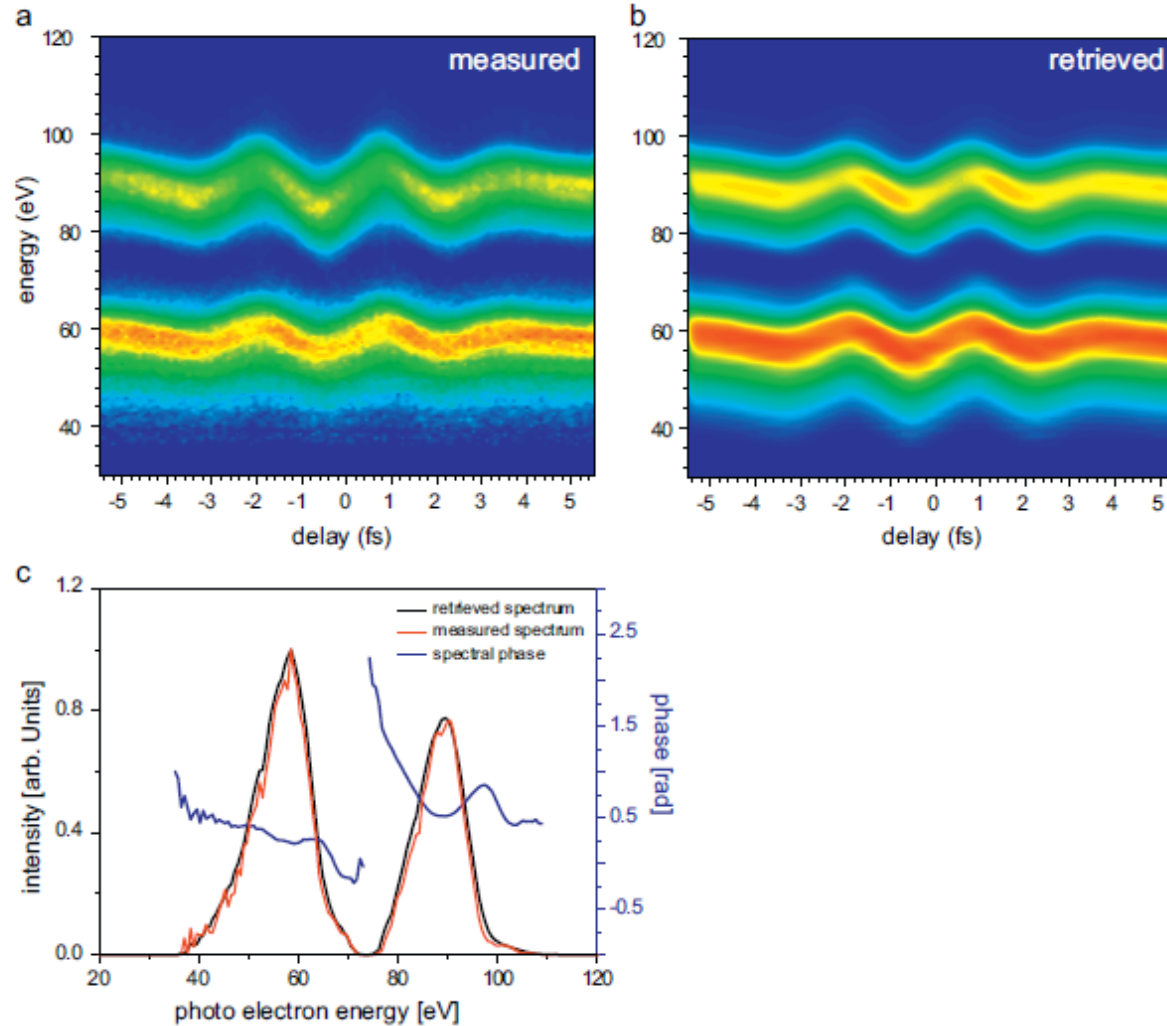 a
measured
120
100
80
60
40
energy (eV)
-5 -4 -3 -2 -1 0 1 2 3 4 5
delay (fs)
b
retrieved
120
100
80
60
40
-5 -4 -3 -2 -1 0 1 2 3 4 5
delay (fs)
c
1.2
0.8
0.4
0.0
intensity [arb. Units]
retrieved spectrum
measured spectrum
spectral phase
2.5
1.5
0.5
-0.5
phase [rad]
20 40 60 80 100 120
photo electron energy [eV]